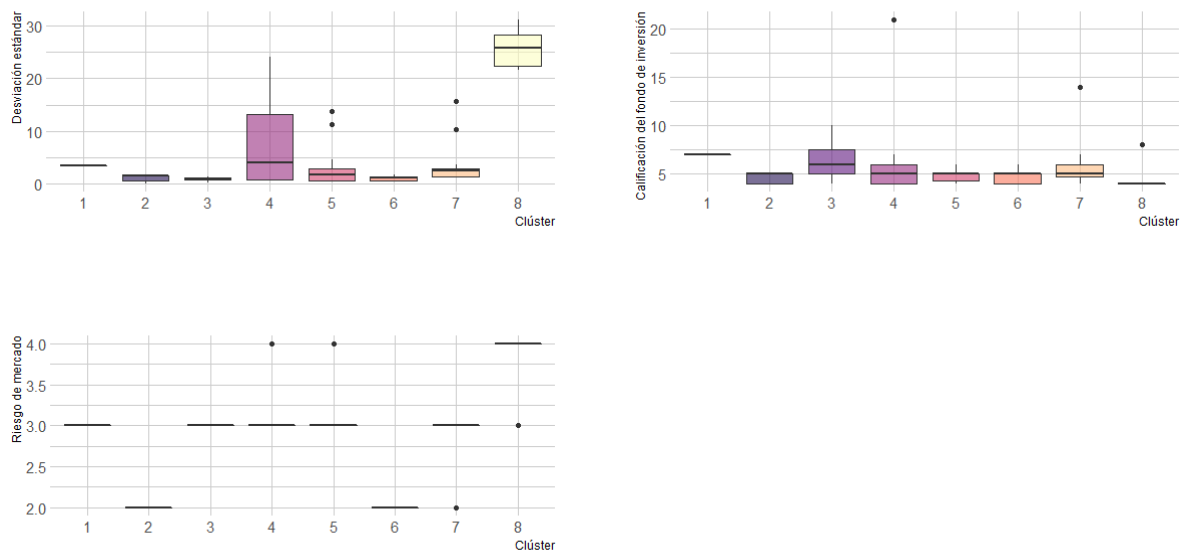 Desviación estándar
30
20
10
0
1 2 3 4 5 6 7 8
Clúster
Calificación del fondo de inversión
20
15
10
5
1 2 3 4 5 6 7 8
Clúster
Riesgo de mercado
4.0
3.5
3.0
2.5
2.0
1 2 3 4 5 6 7 8
Clúster